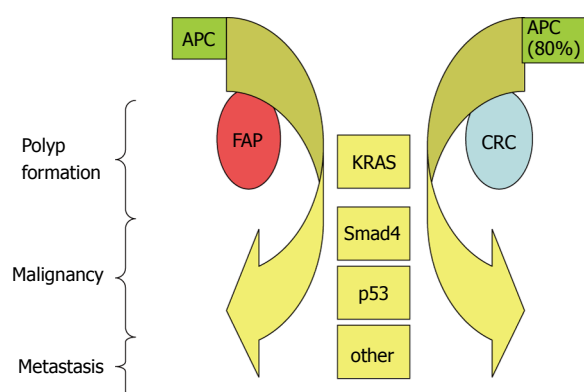 APC
APC
(80%)
FAP
CRC
Polyp
formation
KRAS
Smad4
Malignancy
p53
other
Metastasis